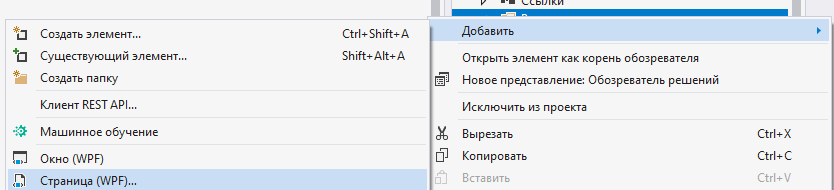 Ссылки
Добавить
Открыть элемент как корень обозревателя
Новое представление: Обозреватель решений
Исключить из проекта
Вырезать Ctrl+X
Копировать Ctrl+C
Вставить Ctrl+V
Создать элемент... Ctrl+Shift+A
Существующий элемент... Shift+Alt+A
Создать папку
Клиент REST API...
Машинное обучение
Окно (WPF)
Страница (WPF)...